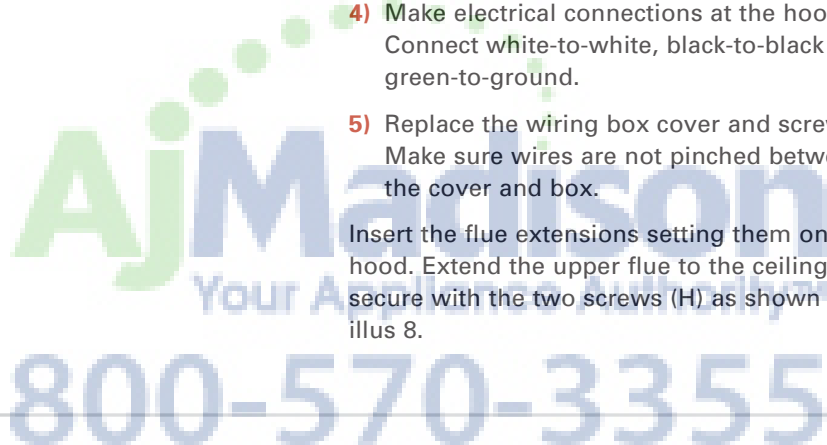 4) Make electrical connections at the hoo
Connect white-to-white, black-to-black
green-to-ground.
5) Replace the wiring box cover and screw
Make sure wires are not pinched betwe
the cover and box.
Insert the flue extensions setting them on
hood. Extend the upper flue to the ceiling
secure with the two screws (H) as shown
illus 8.
AjMadison
Your Appliance Authority
800-570-3355